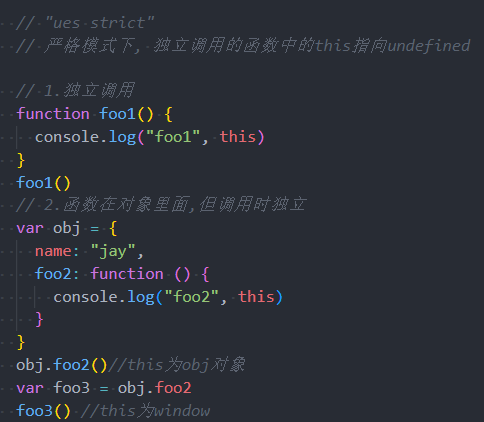 // "ues strict"
// 严格模式下, 独立调用的函数中的this指向undefined
// 1.独立调用
function foo1() {
console.log("foo1", this)
}
foo1()
// 2.函数在对象里面,但调用时独立
var obj = {
name: "jay",
foo2: function () {
console.log("foo2", this)
}
}
obj.foo2()//this为obj对象
var foo3 = obj.foo2
foo3() //this为window